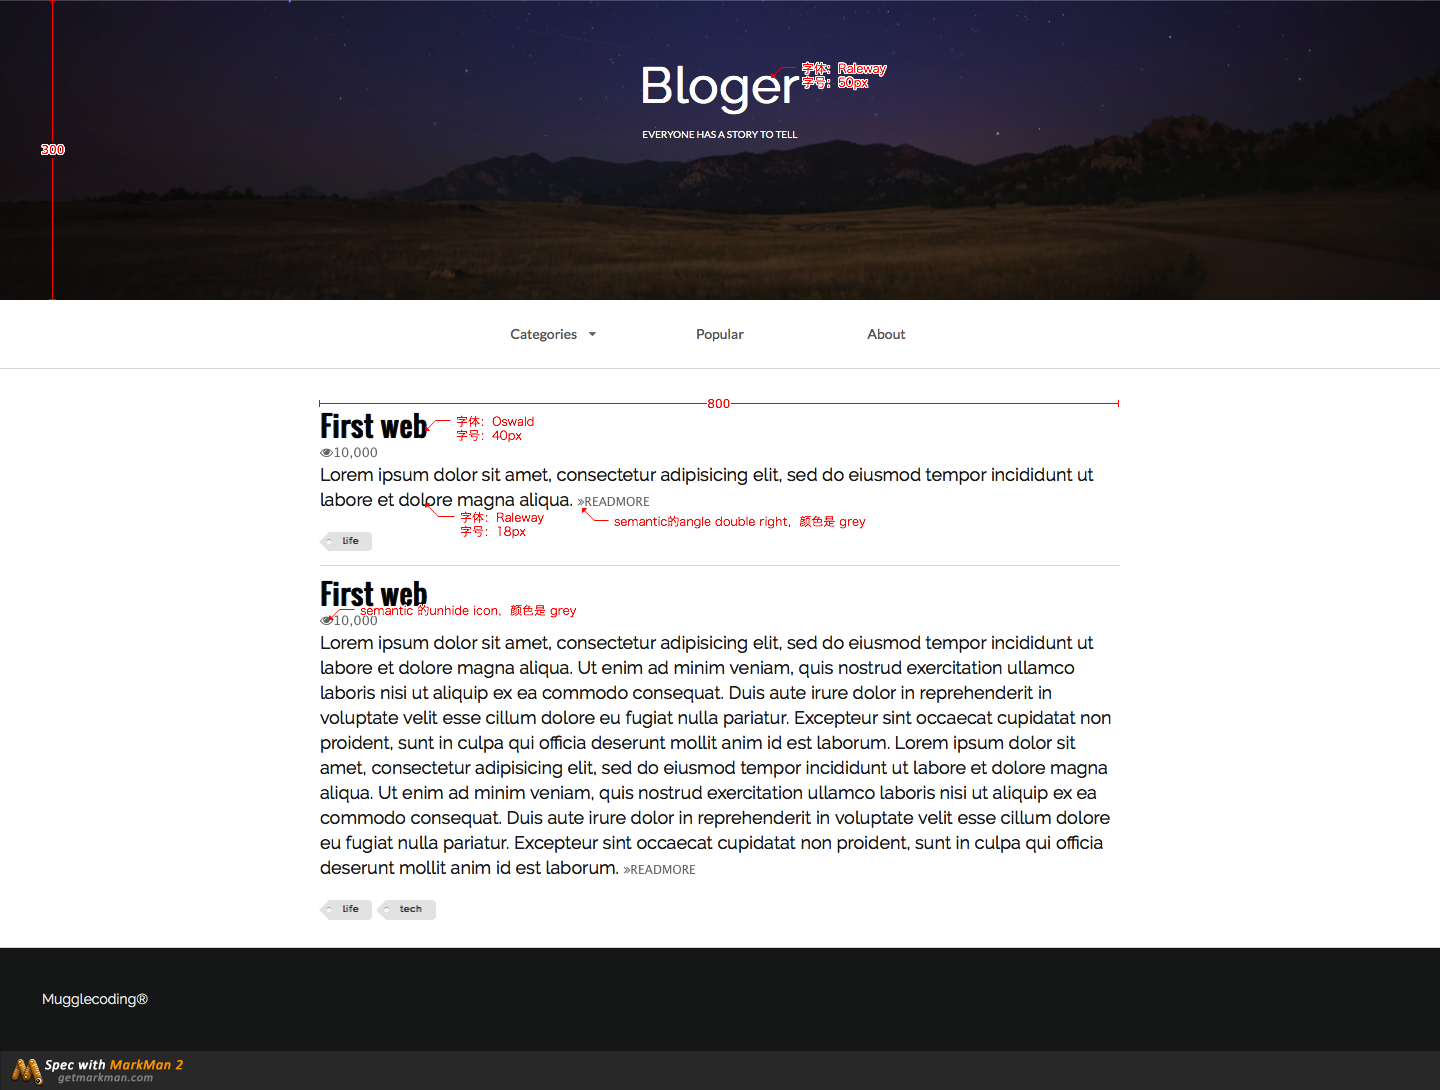 Bloger
字体：Raleway
字号：50px
EVERYONE HAS A STORY TO TELL
300
Categories
Popular
About
800
First web
字体：Oswald
字号：40px
10,000
Lorem ipsum dolor sit amet, consectetur adipisicing elit, sed do eiusmod tempor incididunt ut
labore et dolore magna aliqua. »READMORE
字体：Raleway
字号：18px
semantic的angle double right，颜色是 grey
life
First web
semantic 的unhide icon、颜色是 grey
10,000
Lorem ipsum dolor sit amet, consectetur adipisicing elit, sed do eiusmod tempor incididunt ut
labore et dolore magna aliqua. Ut enim ad minim veniam, quis nostrud exercitation ullamco
laboris nisi ut aliquip ex ea commodo consequat. Duis aute irure dolor in reprehenderit in
voluptate velit esse cillum dolore eu fugiat nulla pariatur. Excepteur sint occaecat cupidatat non
proident, sunt in culpa qui officia deserunt mollit anim id est laborum. Lorem ipsum dolor sit
amet, consectetur adipisicing elit, sed do eiusmod tempor incididunt ut labore et dolore magna
aliqua. Ut enim ad minim veniam, quis nostrud exercitation ullamco laboris nisi ut aliquip ex ea
commodo consequat. Duis aute irure dolor in reprehenderit in voluptate velit esse cillum dolore
eu fugiat nulla pariatur. Excepteur sint occaecat cupidatat non proident, sunt in culpa qui officia
deserunt mollit anim id est laborum. »READMORE
life
tech
Mugglecoding®
Spec with MarkMan 2
getmarkman.com